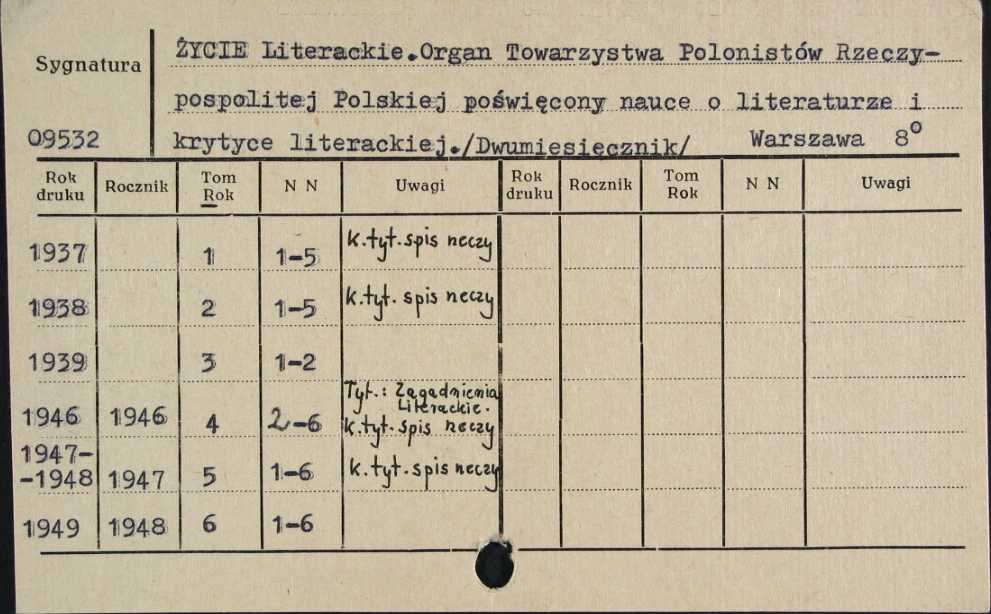 Sygnatura
ŻYCIE Literackie.Organ Towarzystwa Polonistów Rzeczy-
pospolitej Polskiej poświęcony nauce o literaturze i
09532
krytyce literackiej./Dwumiesięcznik/ Warszawa 8º
Rok druku Rocznik Tom Rok N N Uwagi Rok druku Rocznik Tom Rok N N Uwagi
1937 1 1-5 k.tyt.spis rzeczy
1938 2 1-5 k.tyt. spis rzeczy
1939 3 1-2
Tyt.: Zagadnienia
Literackie.
1946 1946 4 2-6 k.tyt. spis rzeczy
1947-
-1948 1947 5 1-6 k.tyt. spis rzeczy
1949 1948 6 1-6